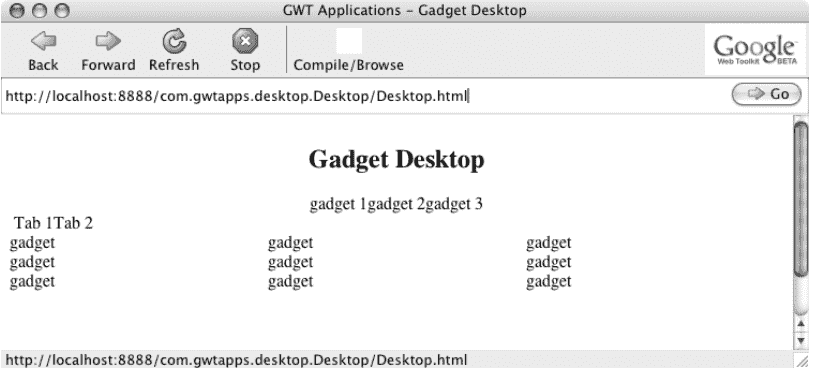 GWT Applications – Gadget Desktop
Back Forward Refresh Stop Compile/Browse
Google
Web Toolkit BETA
http://localhost:8888/com.gwtapps.desktop.Desktop/Desktop.html
Go
Gadget Desktop
gadget 1gadget 2gadget 3
Tab 1Tab 2
gadget gadget gadget
gadget gadget gadget
gadget gadget gadget
http://localhost:8888/com.gwtapps.desktop.Desktop/Desktop.html